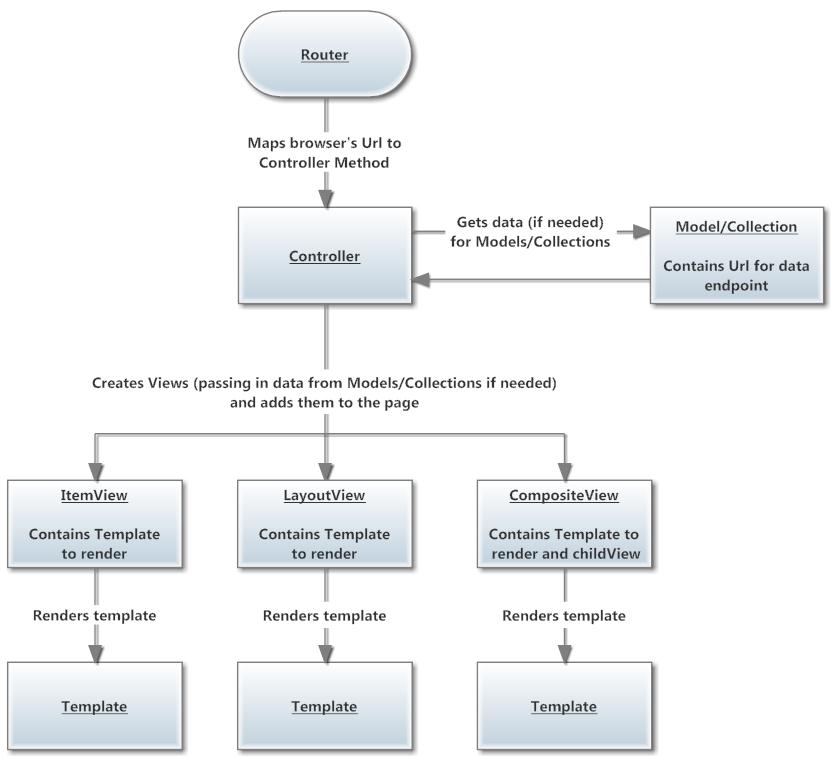 Router
Maps browser's Url to
Controller Method
Controller
Gets data (if needed)
for Models/Collections
Model/Collection
Contains Url for data
endpoint
Creates Views (passing in data from Models/Collections if needed)
and adds them to the page
ItemView
Contains Template
to render
LayoutView
Contains Template
to render
CompositeView
Contains Template to
render and childView
Renders template
Renders template
Renders template
Template
Template
Template